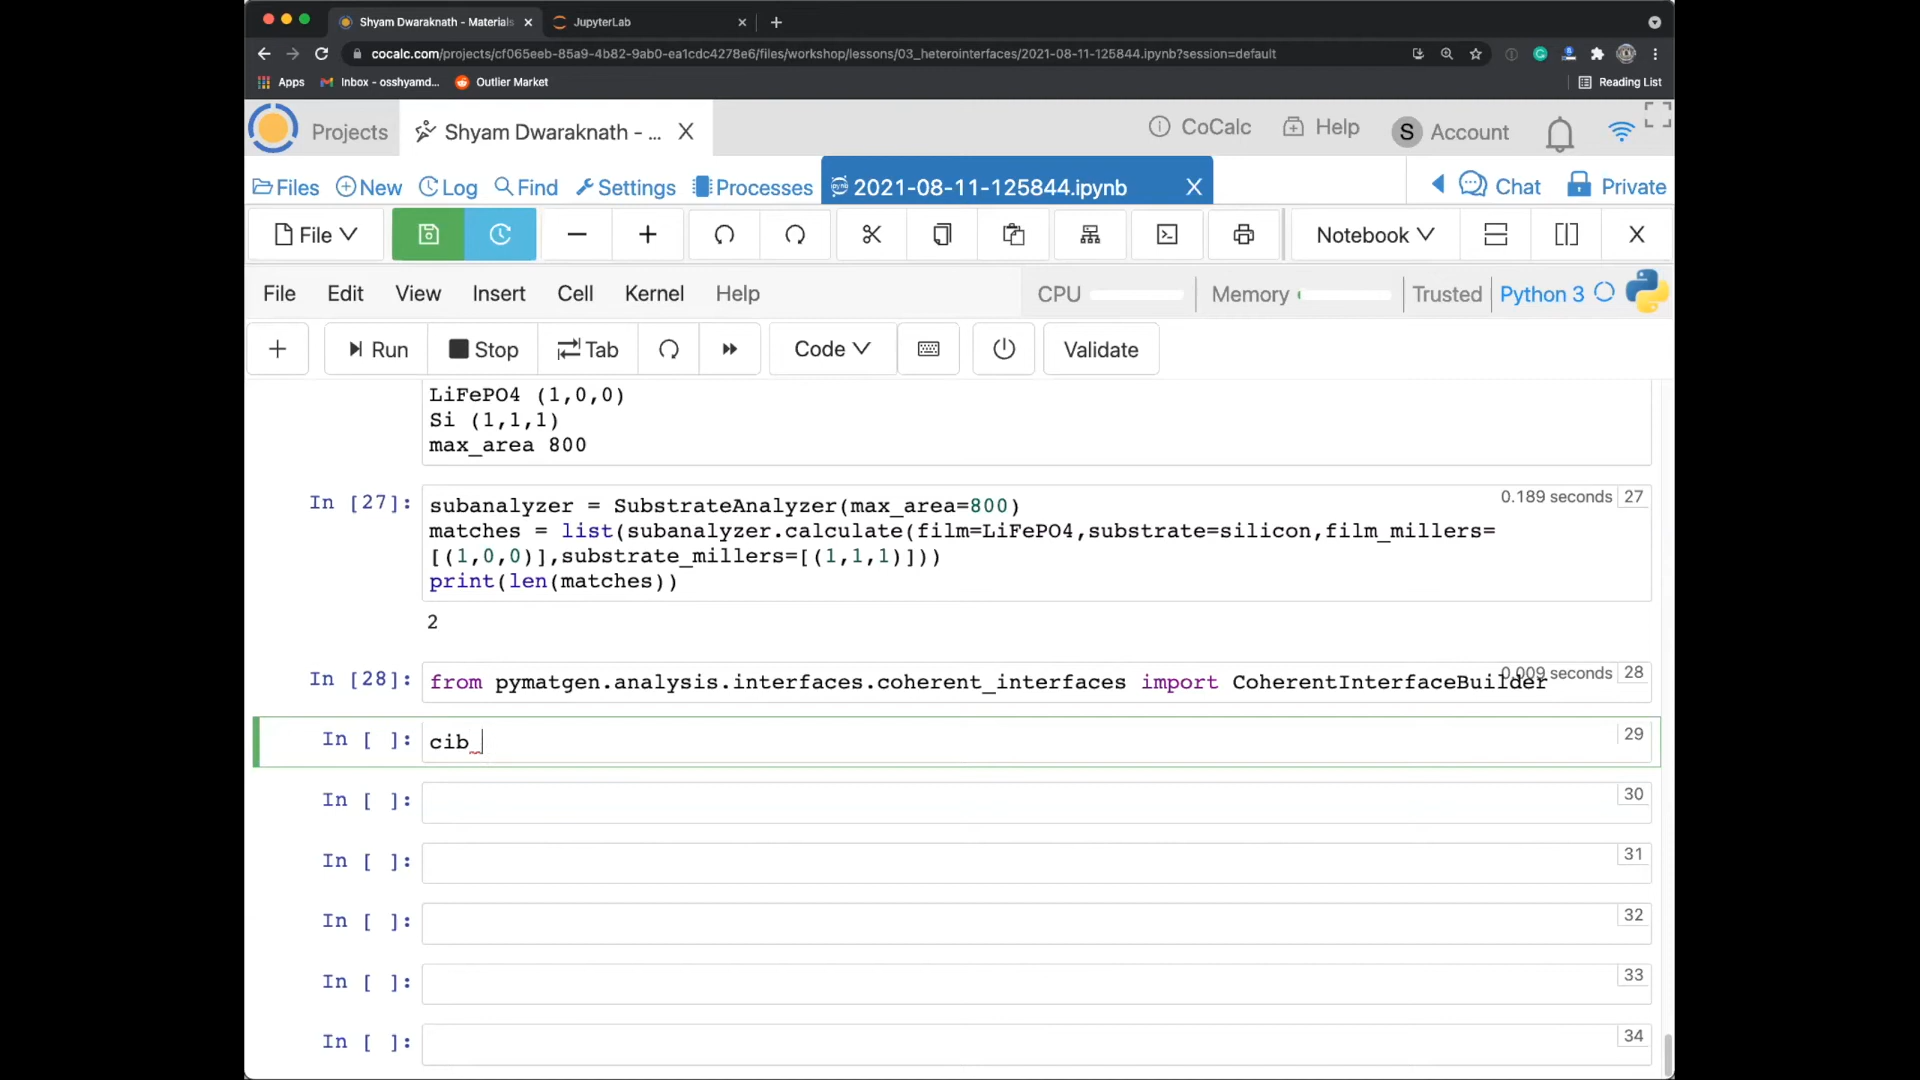 Shyam Dwaraknath - Materials
JupyterLab
cocalc.com/projects/cf065eeb-85a9-4b82-9ab0-ea1cdc4278e6/files/workshop/lessons/03_heterointerfaces/2021-08-11-125844.ipynb?session=default
Apps
Inbox - osshyamd...
Outlier Market
Reading List
Projects
Shyam Dwaraknath - ...
CoCalc
Help
S
Account
Files
New
Log
Find
Settings
Processes
2021-08-11-125844.ipynb
Chat
Private
File
Notebook
File
Edit
View
Insert
Cell
Kernel
Help
CPU
Memory
Trusted
Python 3
Run
Stop
Tab
Code
Validate
LiFePO4 (1,0,0)
Si (1,1,1)
max_area 800
In [27]:
0.189 seconds
27
subanalyzer = SubstrateAnalyzer(max_area=800)
matches = list(subanalyzer.calculate(film=LiFePO4,substrate=silicon,film_millers=
[(1,0,0)],substrate_millers=[(1,1,1)]))
print(len(matches))
2
In [28]:
0.009 seconds
28
from pymatgen.analysis.interfaces.coherent_interfaces import CoherentInterfaceBuilder
In [ ]:
cib
29
In [ ]:
30
In [ ]:
31
In [ ]:
32
In [ ]:
33
In [ ]:
34